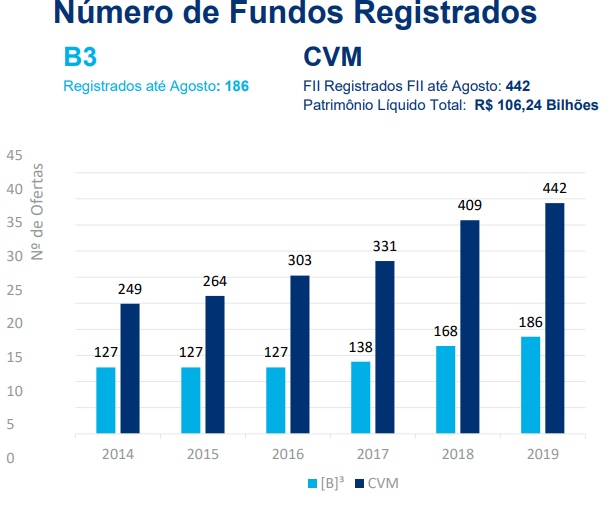 Número de Fundos Registrados
B3
Registrados até Agosto: 186
CVM
FII Registrados FII até Agosto: 442
Patrimônio Líquido Total: R$ 106,24 Bilhões
Nº de Ofertas
45
40
35
30
25
20
15
10
5
0
127 249
127 264
127 303
138 331
168 409
186 442
2014 2015 2016 2017 2018 2019
[B]³ CVM